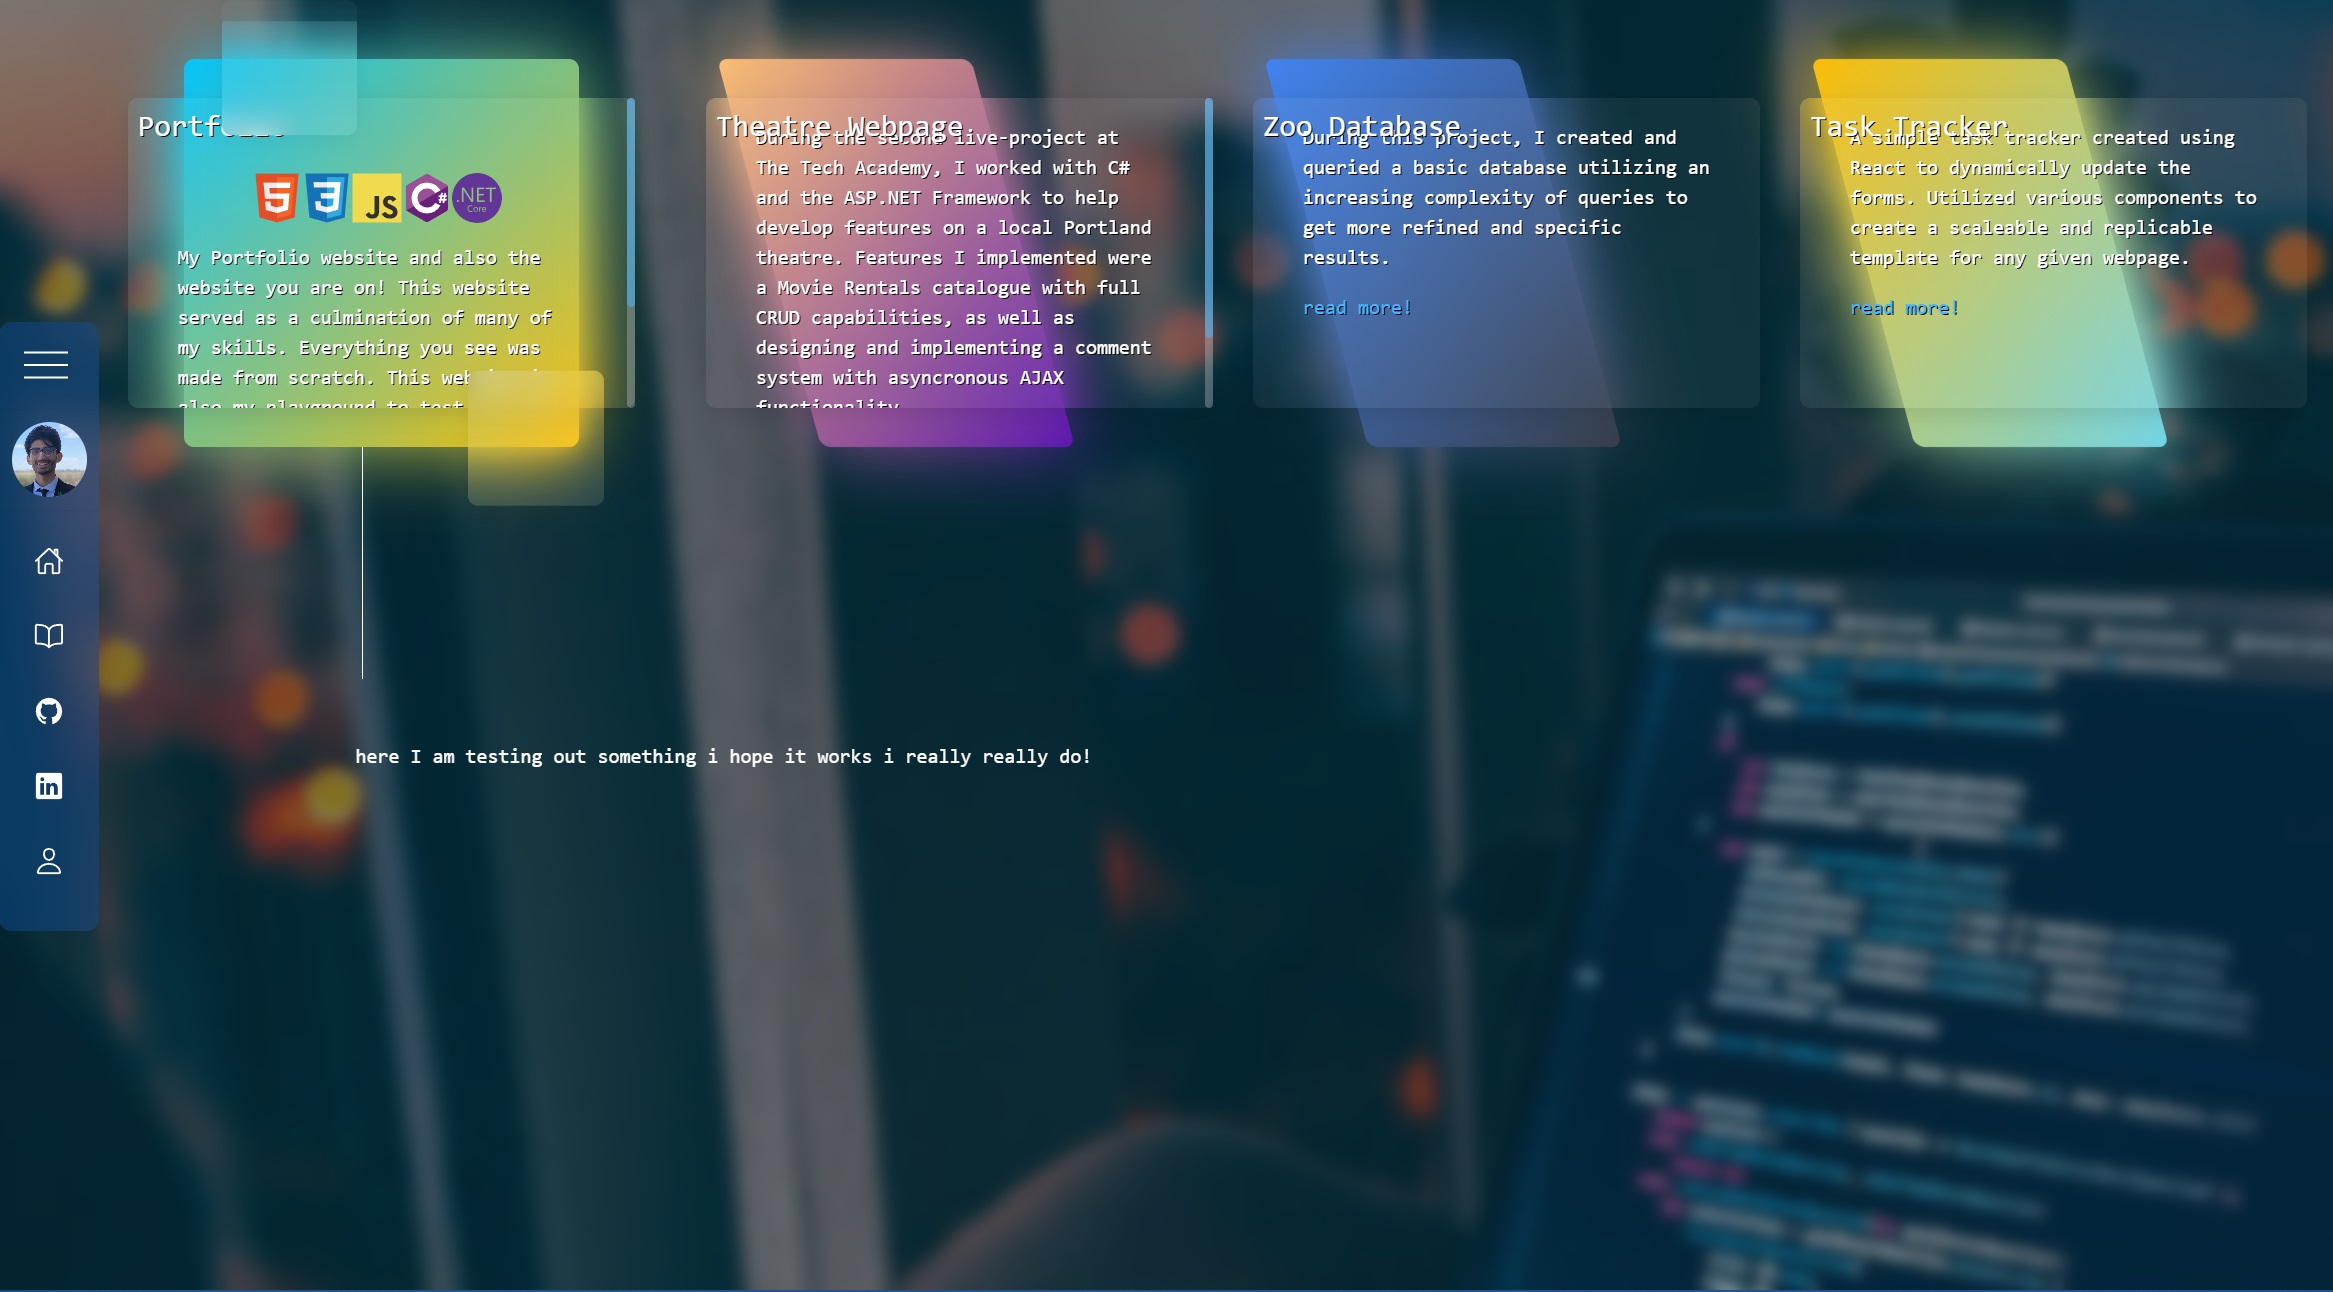 Portfolio
5 3 JS C# .NET Core
My Portfolio website and also the
website you are on! This website
served as a culmination of many of
my skills. Everything you see was
made from scratch. This
also my playground to test
Theatre Webpage
During the second live-project at
The Tech Academy, I worked with C#
and the ASP.NET Framework to help
develop features on a local Portland
theatre. Features I implemented were
a Movie Rentals catalogue with full
CRUD capabilities, as well as
designing and implementing a comment
system with asyncronous AJAX
functionality.
Zoo Database
During this project, I created and
queried a basic database utilizing an
increasing complexity of queries to
get more refined and specific
results.
read more!
Task Tracker
A simple task tracker created using
React to dynamically update the
forms. Utilized various components to
create a scaleable and replicable
template for any given webpage.
read more!
in
here I am testing out something i hope it works i really really do!